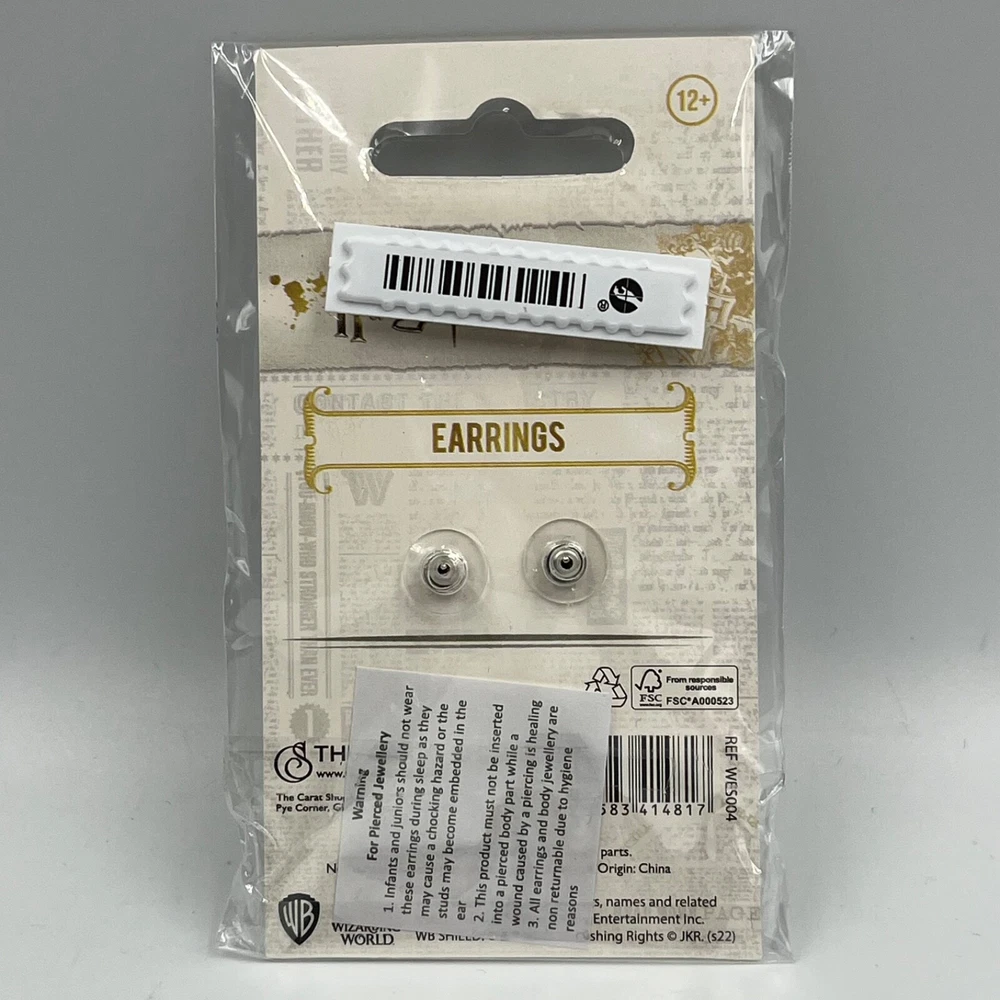 12+
EARRINGS
From responsible
sources
FSC
FSC® A000523
Warning
For Pierced Jewellery
1. Infants and juniors should not wear
these earrings during sleep as they
may cause a chocking hazard or the
studs may become embedded in the
ear
2. This product must not be inserted
into a pierced body part while a
wound caused by a piercing is healing
3. All earrings and body jewellery are
non returnable due to hygiene
reasons
TH
www.
The Carat
Pye Corner,
REF WES004
414817
parts.
Origin: China
WB
WIZARDING
WORLD
WB SHIELD
s, names and related
Entertainment Inc.
shing Rights © JKR. (s22)